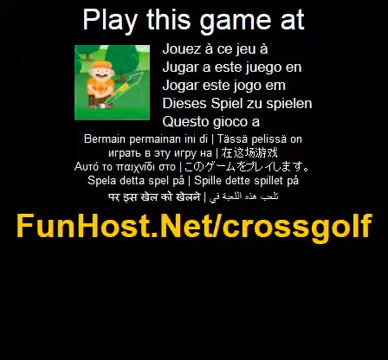 Play this game at
Jouez à ce jeu à
Jugar a este juego en
Jogar este jogo em
Dieses Spiel zu spielen
Questo gioco a
Bermain permainan ini di | Tässä pelissä on
играть в эту игру на | 在这场游戏
Αυτό το παιχνίδι στο | このゲームをプレイします。
Spela detta spel på | Spille dette spillet på
पर इस खेल को खेलने | تلعب هذه اللعبة في
FunHost.Net/crossgolf